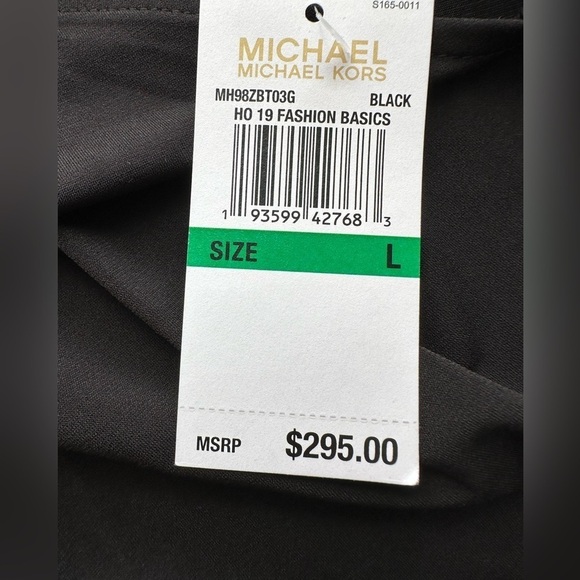 S165-0011
MICHAEL
MICHAEL KORS
MH98ZBT03G BLACK
HO 19 FASHION BASICS
1 93599 42768 3
SIZE L
MSRP $295.00